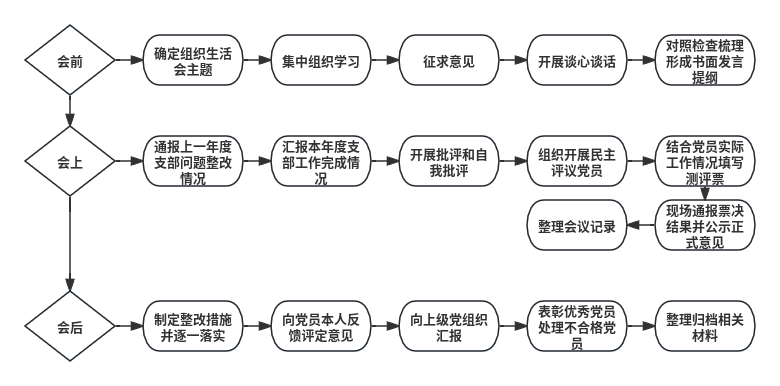 会前
确定组织生活
会主题
集中组织学习
征求意见
开展谈心谈话
对照检查梳理
形成书面发言
提纲
会上
通报上一年度
支部问题整改
情况
汇报本年度支
部工作完成情
况
开展批评和自
我批评
组织开展民主
评议党员
结合党员实际
工作情况填写
测评票
现场通报票决
结果并公示正
式意见
整理会议记录
会后
制定整改措施
并逐一落实
向党员本人反
馈评定意见
向上级党组织
汇报
表彰优秀党员
处理不合格党
员
整理归档相关
材料